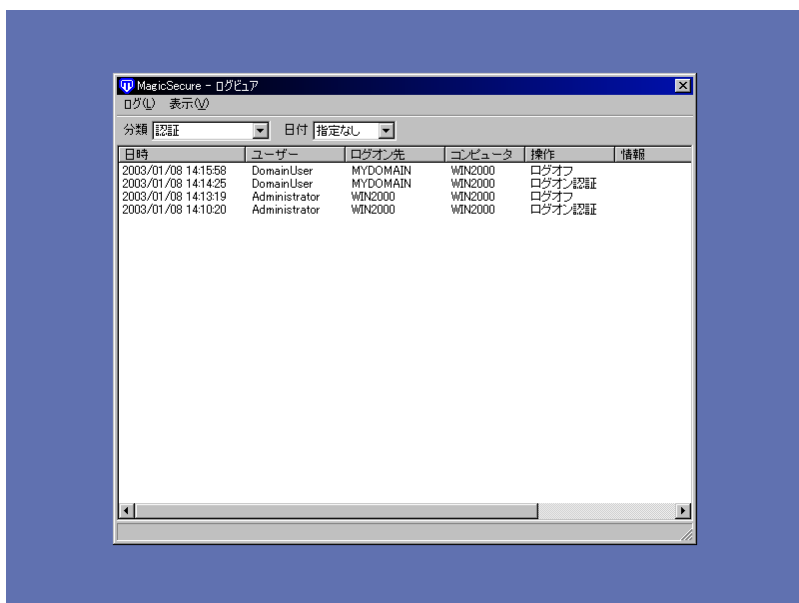 MagicSecure - ログビュア
ログ(L) 表示(V)
分類 認証 日付 指定なし
日時 ユーザー ログオン先 コンピュータ 操作 情報
2003/01/08 14:15:58 DomainUser MYDOMAIN WIN2000 ログオフ
2003/01/08 14:14:25 DomainUser MYDOMAIN WIN2000 ログオン認証
2003/01/08 14:13:19 Administrator WIN2000 WIN2000 ログオフ
2003/01/08 14:10:20 Administrator WIN2000 WIN2000 ログオン認証